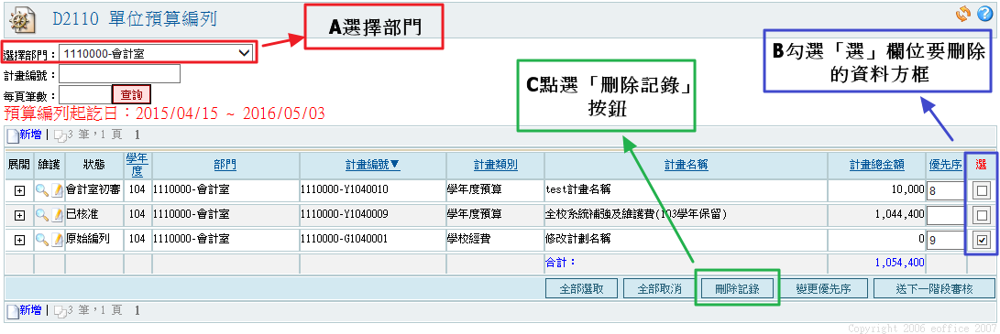 D2110 單位預算編列
A選擇部門
選擇部門： 1110000-會計室
計畫編號：
每頁筆數： 查詢
預算編列起訖日：2015/04/15 ~ 2016/05/03
B勾選「選」欄位要刪除
的資料方框
C點選「刪除記錄」
按鈕
新增 | 3 筆，1 頁 1
展開 維護 狀態 學年度 部門 計畫編號▼ 計畫類別 計畫名稱 計畫總金額 優先序 選
會計室初審 104 1110000-會計室 1110000-Y1040010 學年度預算 test計畫名稱 10,000 8
已核准 104 1110000-會計室 1110000-Y1040009 學年度預算 全校系統補強及維護費(103學年保留) 1,044,400
原始編列 104 1110000-會計室 1110000-G1040001 學校經費 修改計劃名稱 0 9
合計： 1,054,400
全部選取 全部取消 刪除記錄 變更優先序 送下一階段審核
新增 | 3 筆，1 頁 1
Copyright 2006 eoffice 2007